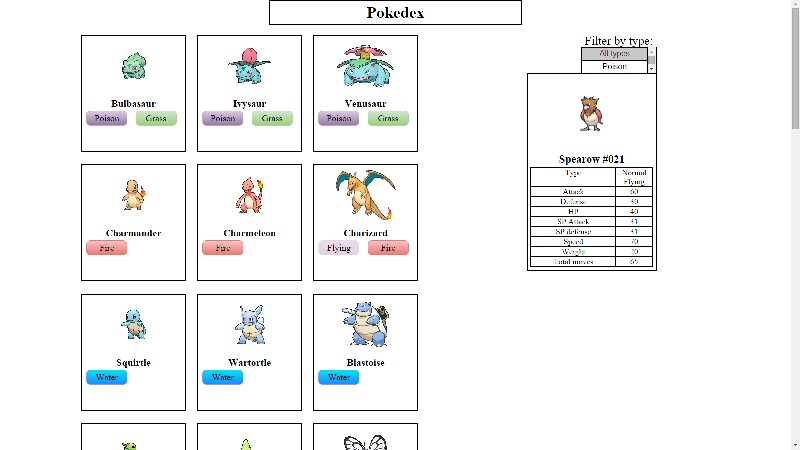 Pokedex
Bulbasaur
Poison Grass
Ivysaur
Poison Grass
Venusaur
Poison Grass
Charmander
Fire
Charmeleon
Fire
Charizard
Flying Fire
Squirtle
Water
Wartortle
Water
Blastoise
Water
Filter by type:
All types
Poison
Spearow #021
Type Normal
Flying
Attack 60
Defense 30
HP 40
SP Attack 31
SP defense 31
Speed 70
Weight 20
Total moves 65